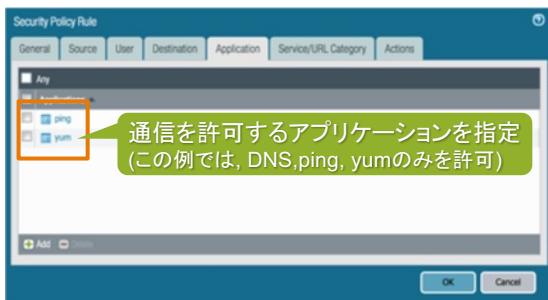 Security Policy Rule
General Source User Destination Application Service/URL Category Actions
Any
Applications
ping
yum
通信を許可するアプリケーションを指定
(この例では, DNS,ping, yumのみを許可)
Add Delete
OK Cancel